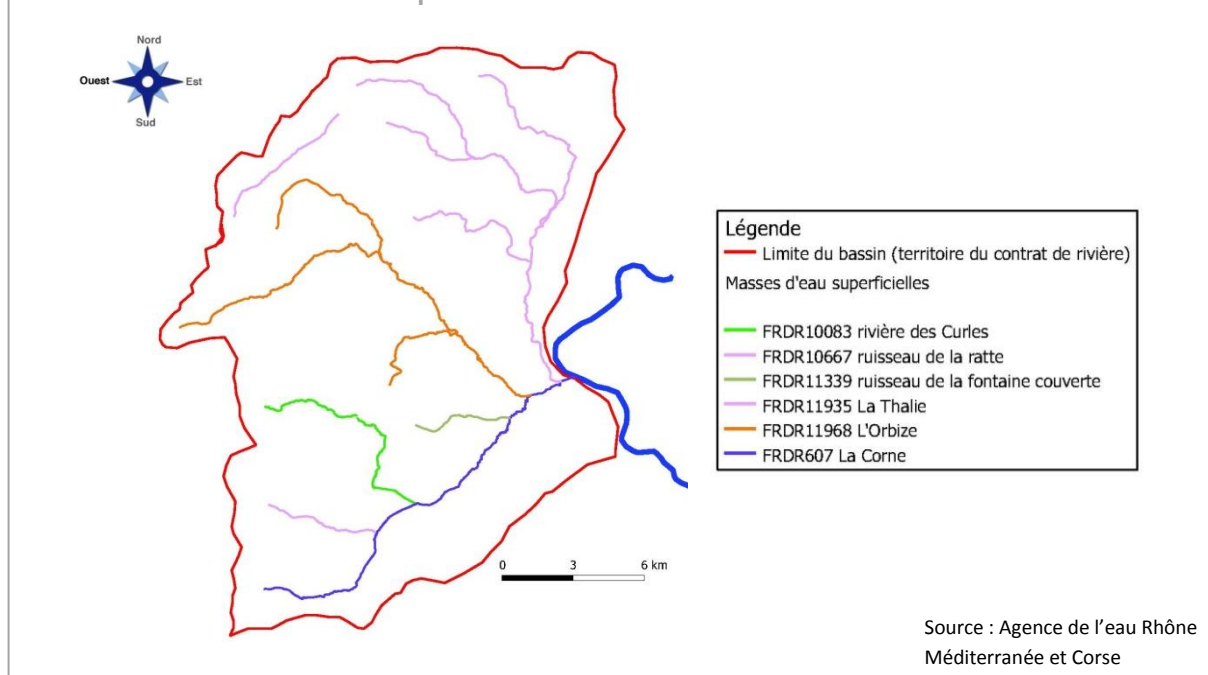 Nord
Ouest
Est
Sud
Légende
Limite du bassin (territoire du contrat de rivière)
Masses d'eau superficielles
FRDR10083 rivière des Curles
FRDR10667 ruisseau de la ratte
FRDR11339 ruisseau de la fontaine couverte
FRDR11935 La Thalie
FRDR11968 L'Orbize
FRDR607 La Corne
0 3 6 km
Source : Agence de l’eau Rhône
Méditerranée et Corse